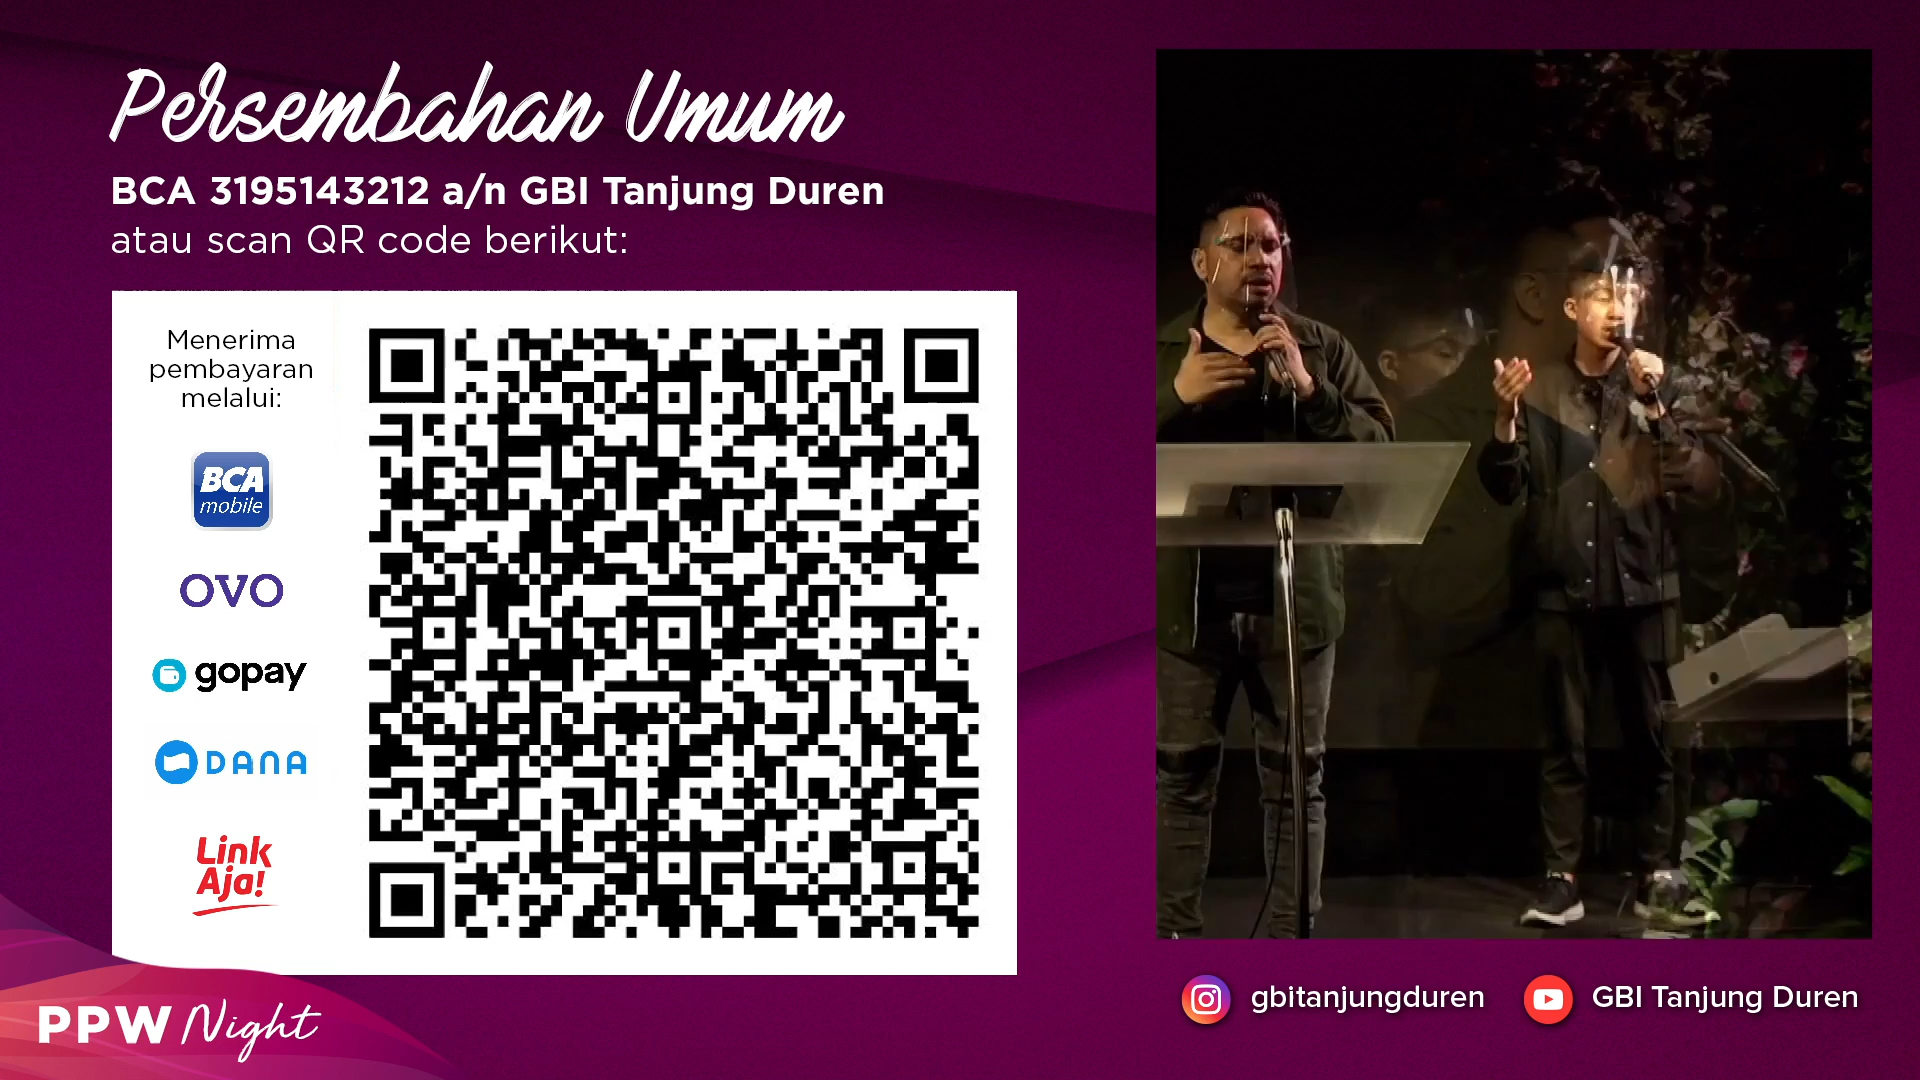 Persembahan Umum
BCA 3195143212 a/n GBI Tanjung Duren
atau scan QR code berikut:
Menerima
pembayaran
melalui:
BCA
mobile
OVO
gopay
DANA
Link
Aja!
PPW Night
gbitanjungduren
GBI Tanjung Duren